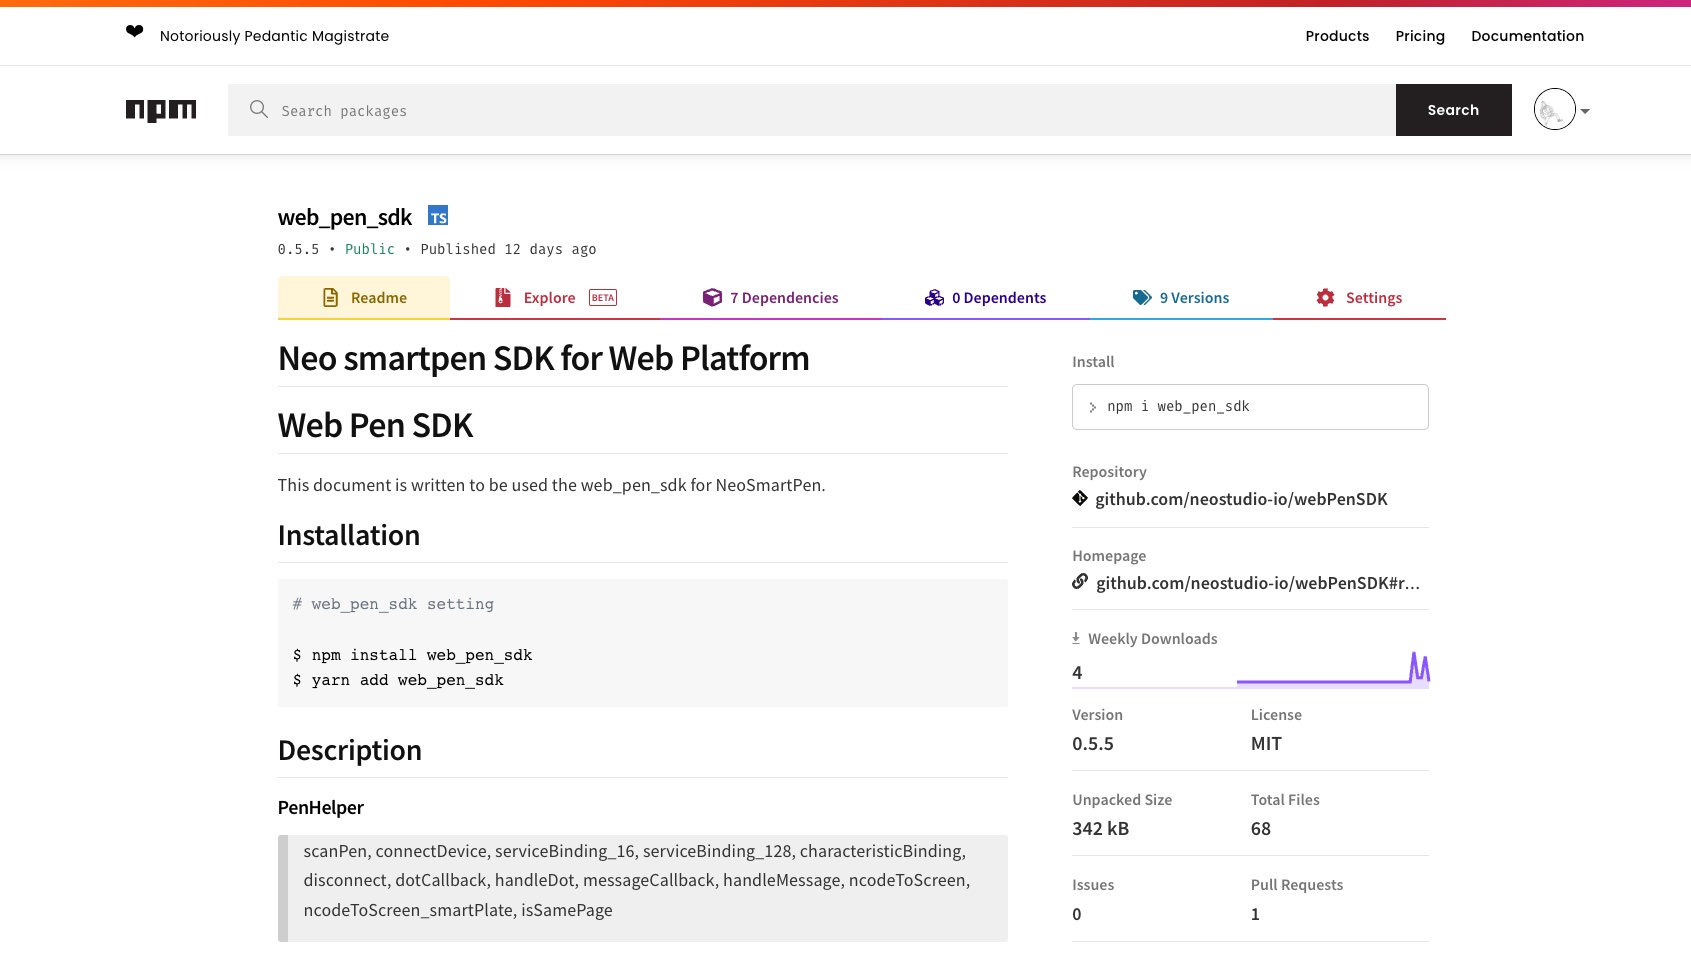 Notoriously Pedantic Magistrate
Products Pricing Documentation
npm
Search packages
Search
web_pen_sdk TS
0.5.5 • Public • Published 12 days ago
Readme
Explore BETA
7 Dependencies
0 Dependents
9 Versions
Settings
Neo smartpen SDK for Web Platform
Web Pen SDK
This document is written to be used the web_pen_sdk for NeoSmartPen.
Installation
# web_pen_sdk setting
$ npm install web_pen_sdk
$ yarn add web_pen_sdk
Description
PenHelper
scanPen, connectDevice, serviceBinding_16, serviceBinding_128, characteristicBinding,
disconnect, dotCallback, handleDot, messageCallback, handleMessage, ncodeToScreen,
ncodeToScreen_smartPlate, isSamePage
Install
npm i web_pen_sdk
Repository
github.com/neostudio-io/webPenSDK
Homepage
github.com/neostudio-io/webPenSDK#r...
Weekly Downloads
4
Version License
0.5.5 MIT
Unpacked Size Total Files
342 kB 68
Issues Pull Requests
0 1